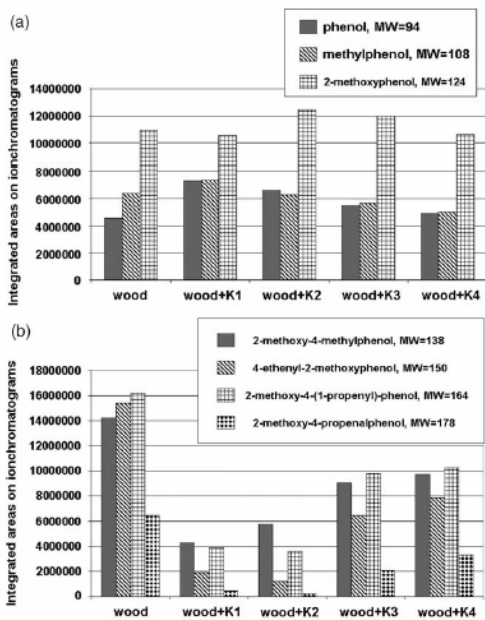 (a)
phenol, MW=94
methylphenol, MW=108
2-methoxyphenol, MW=124
Integrated areas on ionchromatograms
14000000
12000000
10000000
8000000
6000000
4000000
2000000
0
wood wood+K1 wood+K2 wood+K3 wood+K4
(b)
2-methoxy-4-methylphenol, MW=138
4-ethenyl-2-methoxyphenol, MW=150
2-methoxy-4-(1-propenyl)-phenol, MW=164
2-methoxy-4-propenalphenol, MW=178
Integrated areas on ionchromatograms
18000000
16000000
14000000
12000000
10000000
8000000
6000000
4000000
2000000
0
wood wood+K1 wood+K2 wood+K3 wood+K4